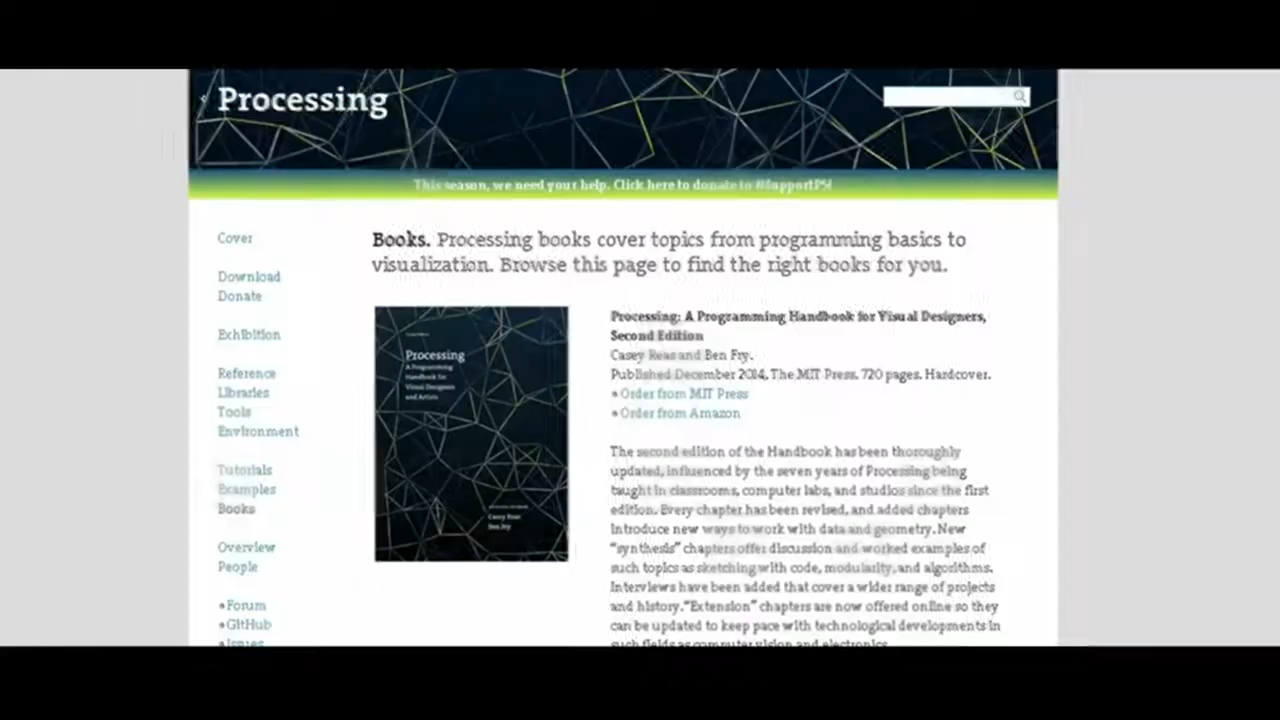 Processing
This season, we need your help. Click here to donate to #SupportP5!
Cover
Download
Donate
Exhibition
Reference
Libraries
Tools
Environment
Tutorials
Examples
Books
Overview
People
»Forum
»GitHub
»Issues
Books. Processing books cover topics from programming basics to
visualization. Browse this page to find the right books for you.
Processing
A Programming
Handbook for
Visual Designers
and Artists
Casey Reas
Ben Fry
Processing: A Programming Handbook for Visual Designers,
Second Edition
Casey Reas and Ben Fry.
Published December 2014, The MIT Press. 720 pages. Hardcover.
»Order from MIT Press
»Order from Amazon
The second edition of the Handbook has been thoroughly
updated, influenced by the seven years of Processing being
taught in classrooms, computer labs, and studios since the first
edition. Every chapter has been revised, and added chapters
introduce new ways to work with data and geometry. New
“synthesis” chapters offer discussion and worked examples of
such topics as sketching with code, modularity, and algorithms.
Interviews have been added that cover a wider range of projects
and history. “Extension” chapters are now offered online so they
can be updated to keep pace with technological developments in
such fields as computer vision and electronics.